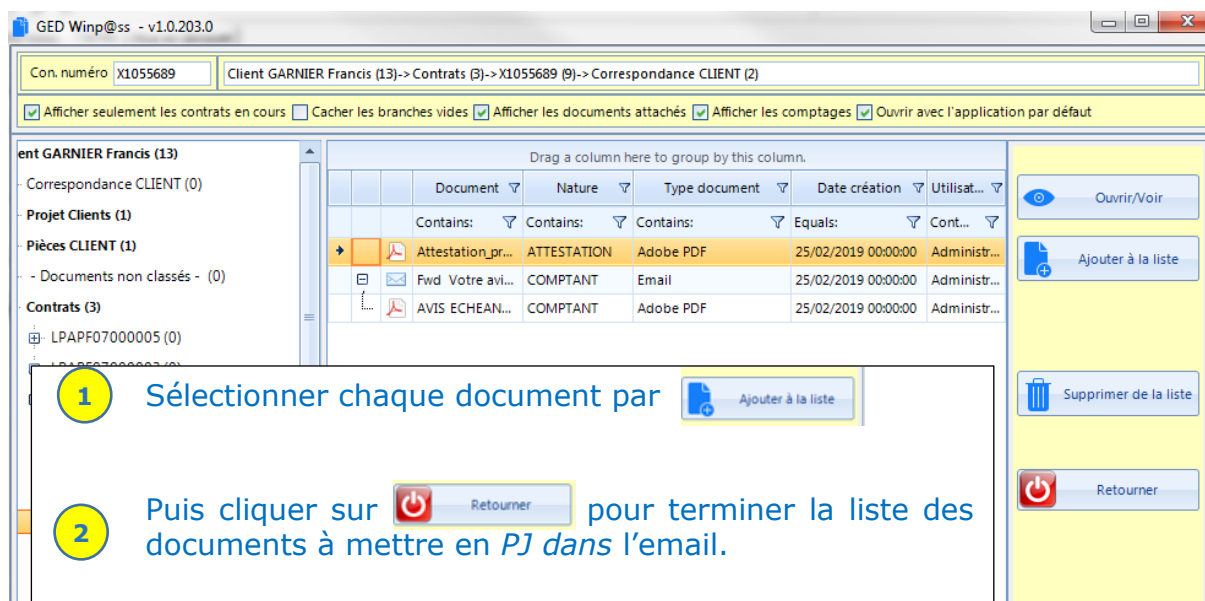 GED Winp@ss - v1.0.203.0
Con. numéro X1055689 Client GARNIER Francis (13)->Contrats (3)->X1055689 (9)->Correspondance CLIENT (2)
Afficher seulement les contrats en cours Cacher les branches vides Afficher les documents attachés Afficher les comptages Ouvrir avec l'application par défaut
ent GARNIER Francis (13)
Correspondance CLIENT (0)
Projet Clients (1)
Pièces CLIENT (1)
- Documents non classés - (0)
Contrats (3)
LPAPF07000005 (0)
Drag a column here to group by this column.
Document Nature Type document Date création Utilisat...
Contains: Contains: Contains: Equals: Cont...
Attestation_pr... ATTESTATION Adobe PDF 25/02/2019 00:00:00 Administr...
Fwd Votre avi... COMPTANT Email 25/02/2019 00:00:00 Administr...
AVIS ECHEAN... COMPTANT Adobe PDF 25/02/2019 00:00:00 Administr...
Ouvrir/Voir
Ajouter à la liste
Supprimer de la liste
Retourner
1 Sélectionner chaque document par Ajouter à la liste
2 Puis cliquer sur Retourner pour terminer la liste des
documents à mettre en PJ dans l'email.